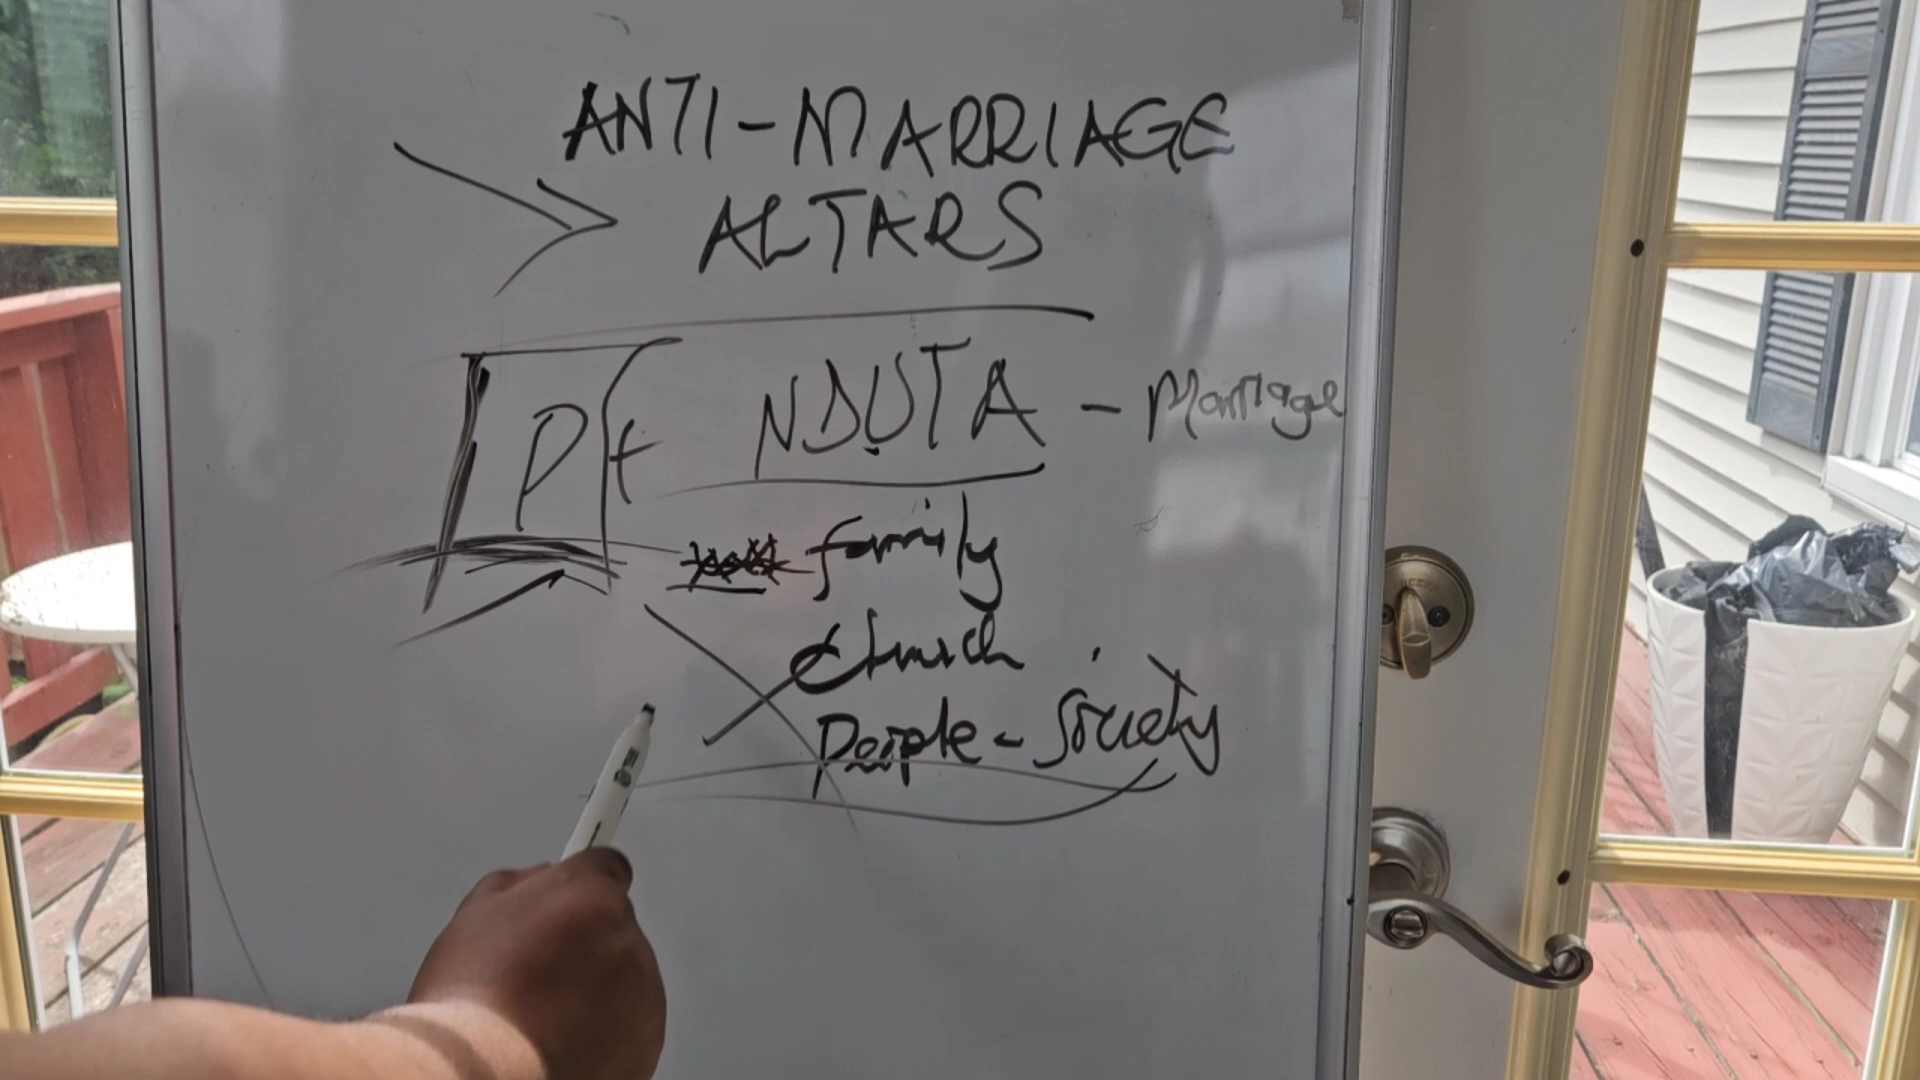 ANTI-MARRIAGE
ALTARS
P
NDUTA - Marriage
family
church
People - Society